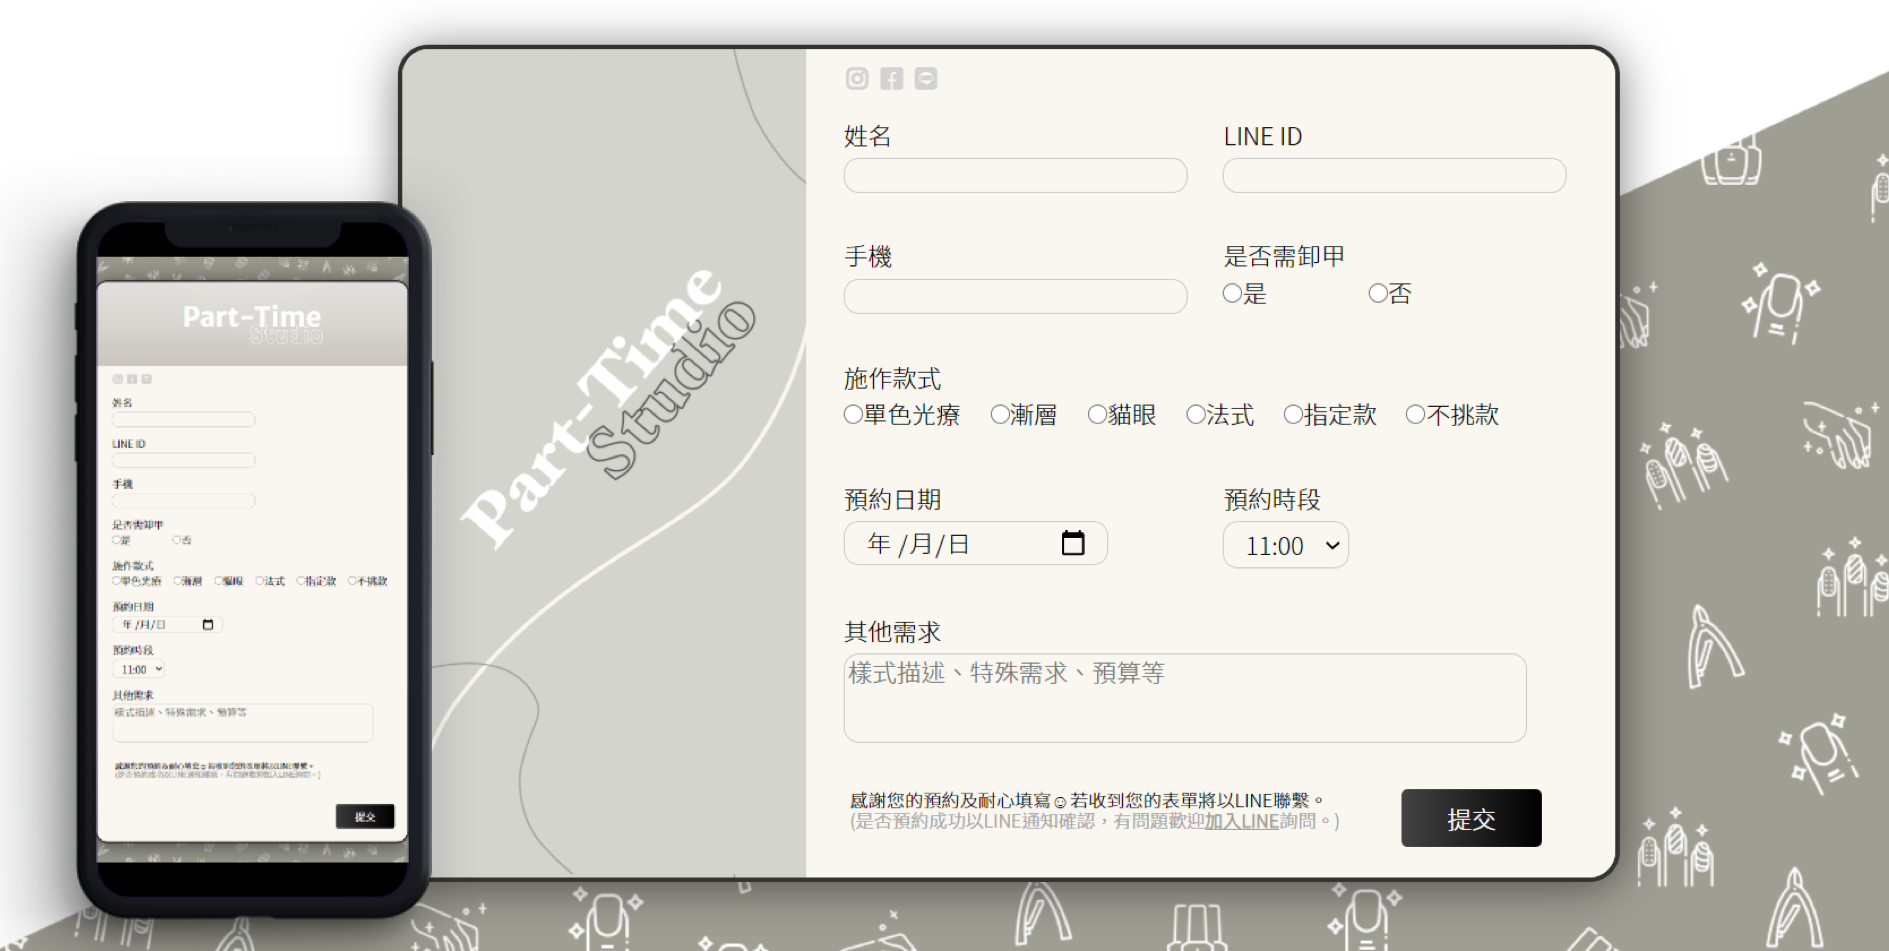 Part-Time
Studio
姓名
LINE ID
手機
是否需卸甲
是
否
施作款式
單色光療
漸層
貓眼
法式
指定款
不挑款
預約日期
預約時段
年 /月/日
11:00
其他需求
樣式描述、特殊需求、預算等
感謝您的預約及耐心填寫☺若收到您的表單將以LINE聯繫。
(是否預約成功以LINE通知確認，有問題歡迎加入LINE詢問。)
提交
Part-Time
Studio
姓名
LINE ID
手機
是否需卸甲
是
否
施作款式
單色光療
漸層
貓眼
法式
指定款
不挑款
預約日期
年 /月/日
預約時段
11:00
其他需求
樣式描述、特殊需求、預算等
感謝您的預約及耐心填寫☺若收到您的表單將以LINE聯繫。
(是否預約成功以LINE通知確認，有問題歡迎加入LINE詢問。)
提交